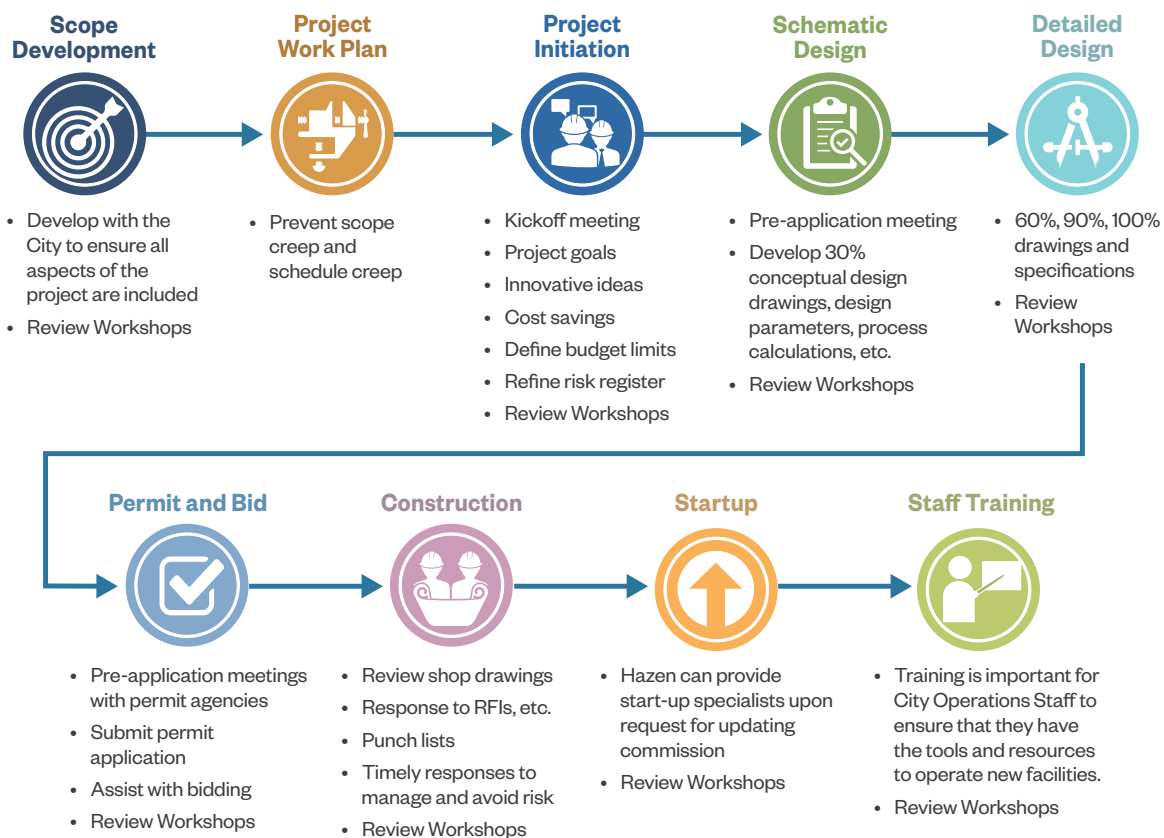 Scope
Development
• Develop with the
City to ensure all
aspects of the
project are included
• Review Workshops
Project
Work Plan
• Prevent scope
creep and
schedule creep
Project
Initiation
• Kickoff meeting
• Project goals
• Innovative ideas
• Cost savings
• Define budget limits
• Refine risk register
• Review Workshops
Schematic
Design
• Pre-application meeting
• Develop 30%
conceptual design
drawings, design
parameters, process
calculations, etc.
• Review Workshops
Detailed
Design
• 60%, 90%, 100%
drawings and
specifications
• Review
Workshops
Permit and Bid
• Pre-application meetings
with permit agencies
• Submit permit
application
• Assist with bidding
• Review Workshops
Construction
• Review shop drawings
• Response to RFIs, etc.
• Punch lists
• Timely responses to
manage and avoid risk
• Review Workshops
Startup
• Hazen can provide
start-up specialists upon
request for updating
commission
• Review Workshops
Staff Training
• Training is important for
City Operations Staff to
ensure that they have
the tools and resources
to operate new facilities.
• Review Workshops